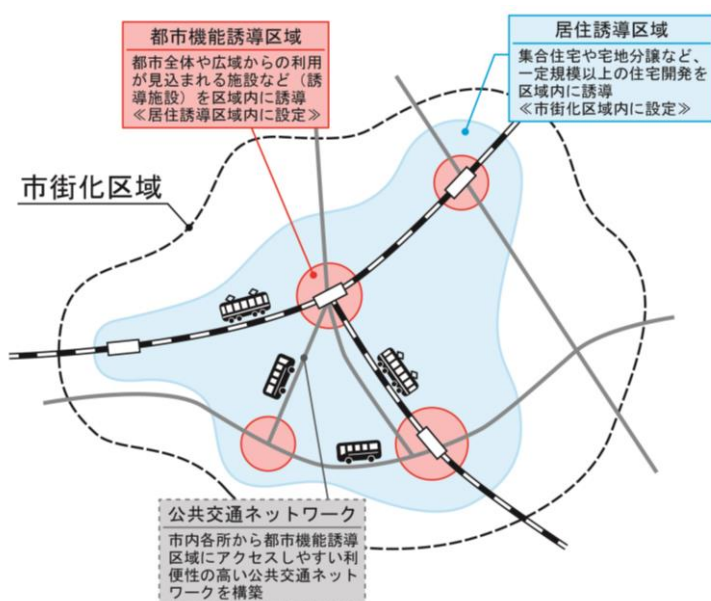 都市機能誘導区域
都市全体や広域からの利用
が見込まれる施設など（誘
導施設）を区域内に誘導
≪居住誘導区域内に設定≫
居住誘導区域
集合住宅や宅地分譲など、
一定規模以上の住宅開発を
区域内に誘導
≪市街化区域内に設定≫
市街化区域
公共交通ネットワーク
市内各所から都市機能誘導
区域にアクセスしやすい利
便性の高い公共交通ネット
ワークを構築